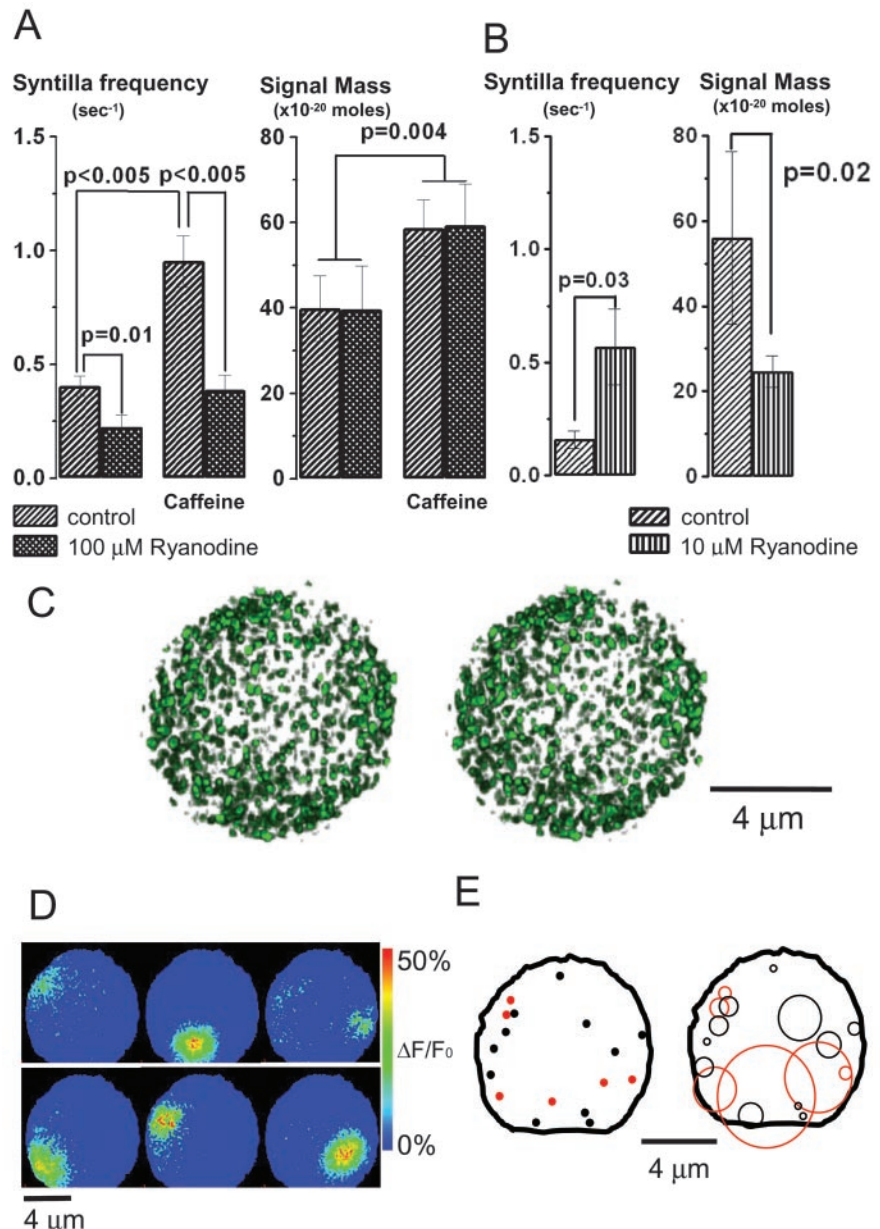 A
B
Syntilla frequency
(sec⁻¹)
Signal Mass
(x10⁻²⁰ moles)
Syntilla frequency
(sec⁻¹)
Signal Mass
(x10⁻²⁰ moles)
1.5
1.0
0.5
0.0
p<0.005
p<0.005
p=0.01
Caffeine
80
60
40
20
0
p=0.004
Caffeine
1.5
1.0
0.5
0.0
p=0.03
80
60
40
20
0
p=0.02
control
100 μM Ryanodine
control
10 μM Ryanodine
C
4 μm
D
50%
ΔF/F₀
0%
4 μm
E
4 μm